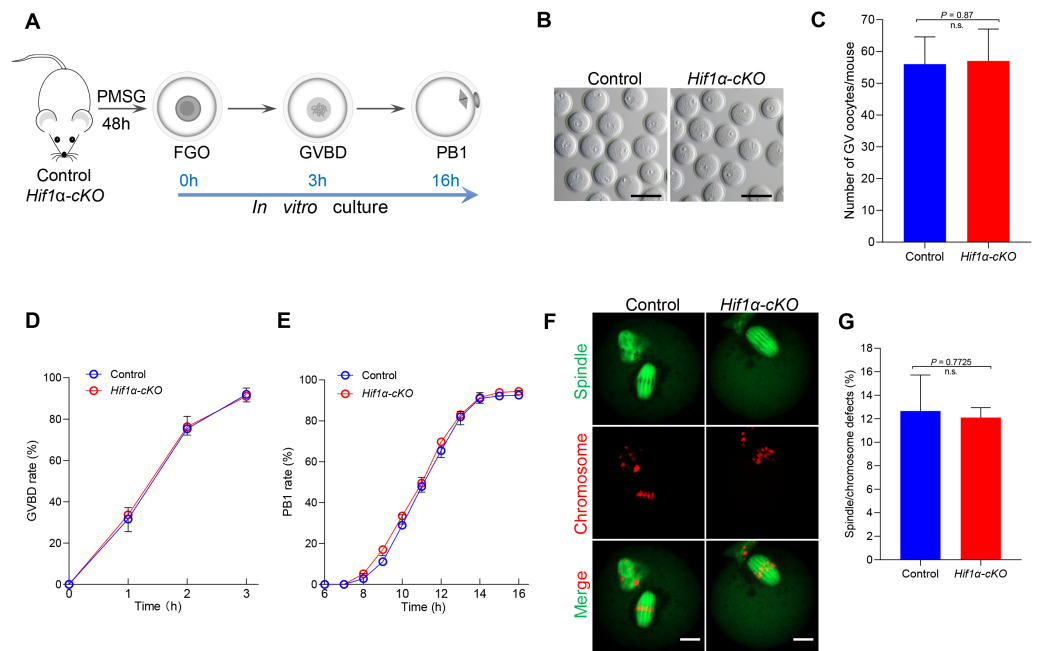 A
PMSG
48h
Control
Hif1α-cKO
FGO
GVBD
PB1
0h
3h
16h
In vitro culture
B
Control
Hif1α-cKO
C
P = 0.87
n.s.
Number of GV oocytes/mouse
70
60
50
40
30
20
10
0
Control
Hif1α-cKO
D
Control
Hif1α-cKO
GVBD rate (%)
100
80
60
40
20
0
0
1
2
3
Time (h)
E
Control
Hif1α-cKO
PB1 rate (%)
100
80
60
40
20
0
6
8
10
12
14
16
Time (h)
F
Control
Hif1α-cKO
Spindle
Chromosome
Merge
G
P = 0.7725
n.s.
Spindle/chromosome defects (%)
18
16
14
12
10
8
6
4
2
0
Control
Hif1α-cKO